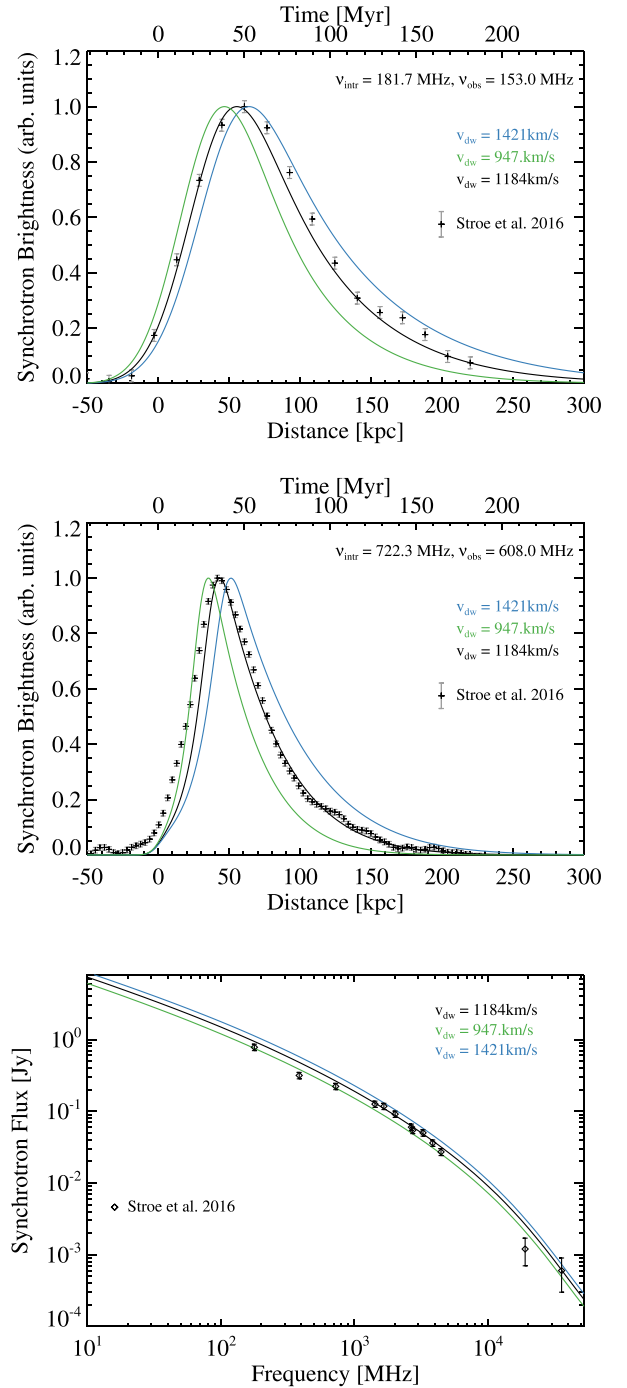 Time [Myr]
0 50 100 150 200
Synchrotron Brightness (arb. units)
1.2
1.0
0.8
0.6
0.4
0.2
0.0
ν_intr = 181.7 MHz, ν_obs = 153.0 MHz
v_dw = 1421km/s
v_dw = 947.km/s
v_dw = 1184km/s
Stroe et al. 2016
-50 0 50 100 150 200 250 300
Distance [kpc]
Time [Myr]
0 50 100 150 200
Synchrotron Brightness (arb. units)
1.2
1.0
0.8
0.6
0.4
0.2
0.0
ν_intr = 722.3 MHz, ν_obs = 608.0 MHz
v_dw = 1421km/s
v_dw = 947.km/s
v_dw = 1184km/s
Stroe et al. 2016
-50 0 50 100 150 200 250 300
Distance [kpc]
Synchrotron Flux [Jy]
10^0
10^-1
10^-2
10^-3
10^-4
v_dw = 1184km/s
v_dw = 947.km/s
v_dw = 1421km/s
Stroe et al. 2016
10^1 10^2 10^3 10^4
Frequency [MHz]